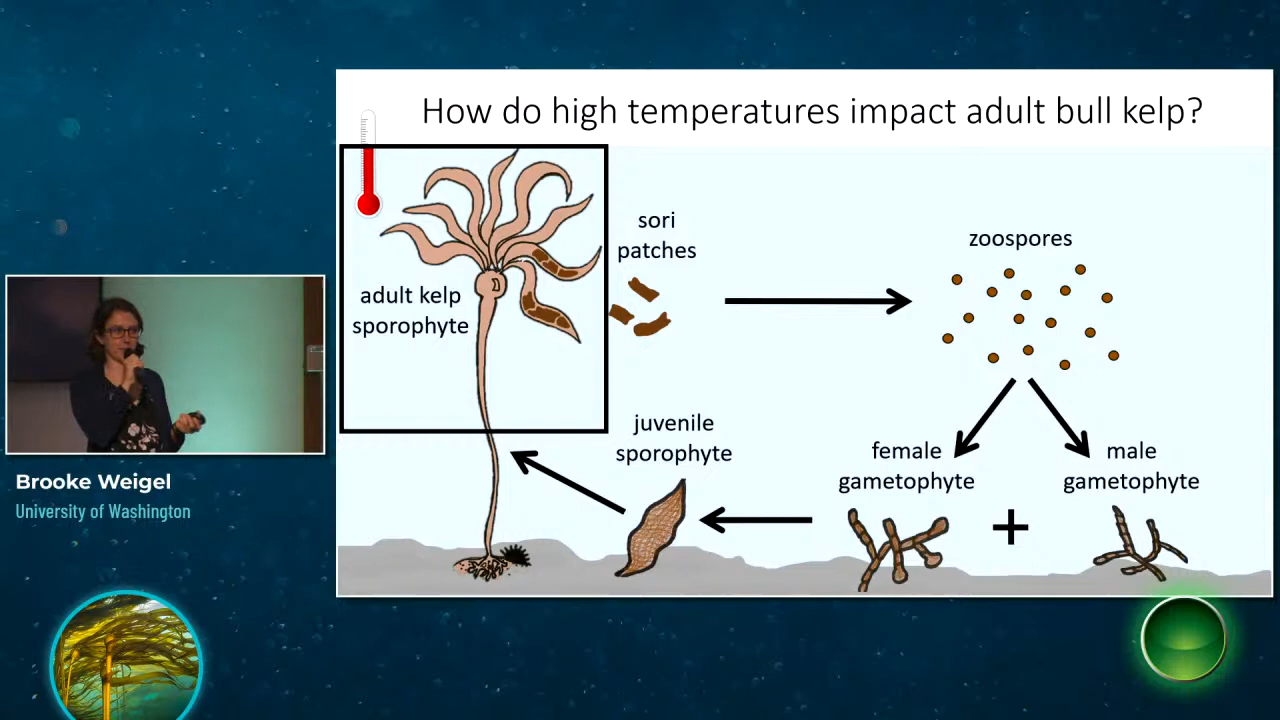 How do high temperatures impact adult bull kelp?
sori
patches
zoospores
adult kelp
sporophyte
juvenile
sporophyte
female
gametophyte
+
male
gametophyte
Brooke Weigel
University of Washington